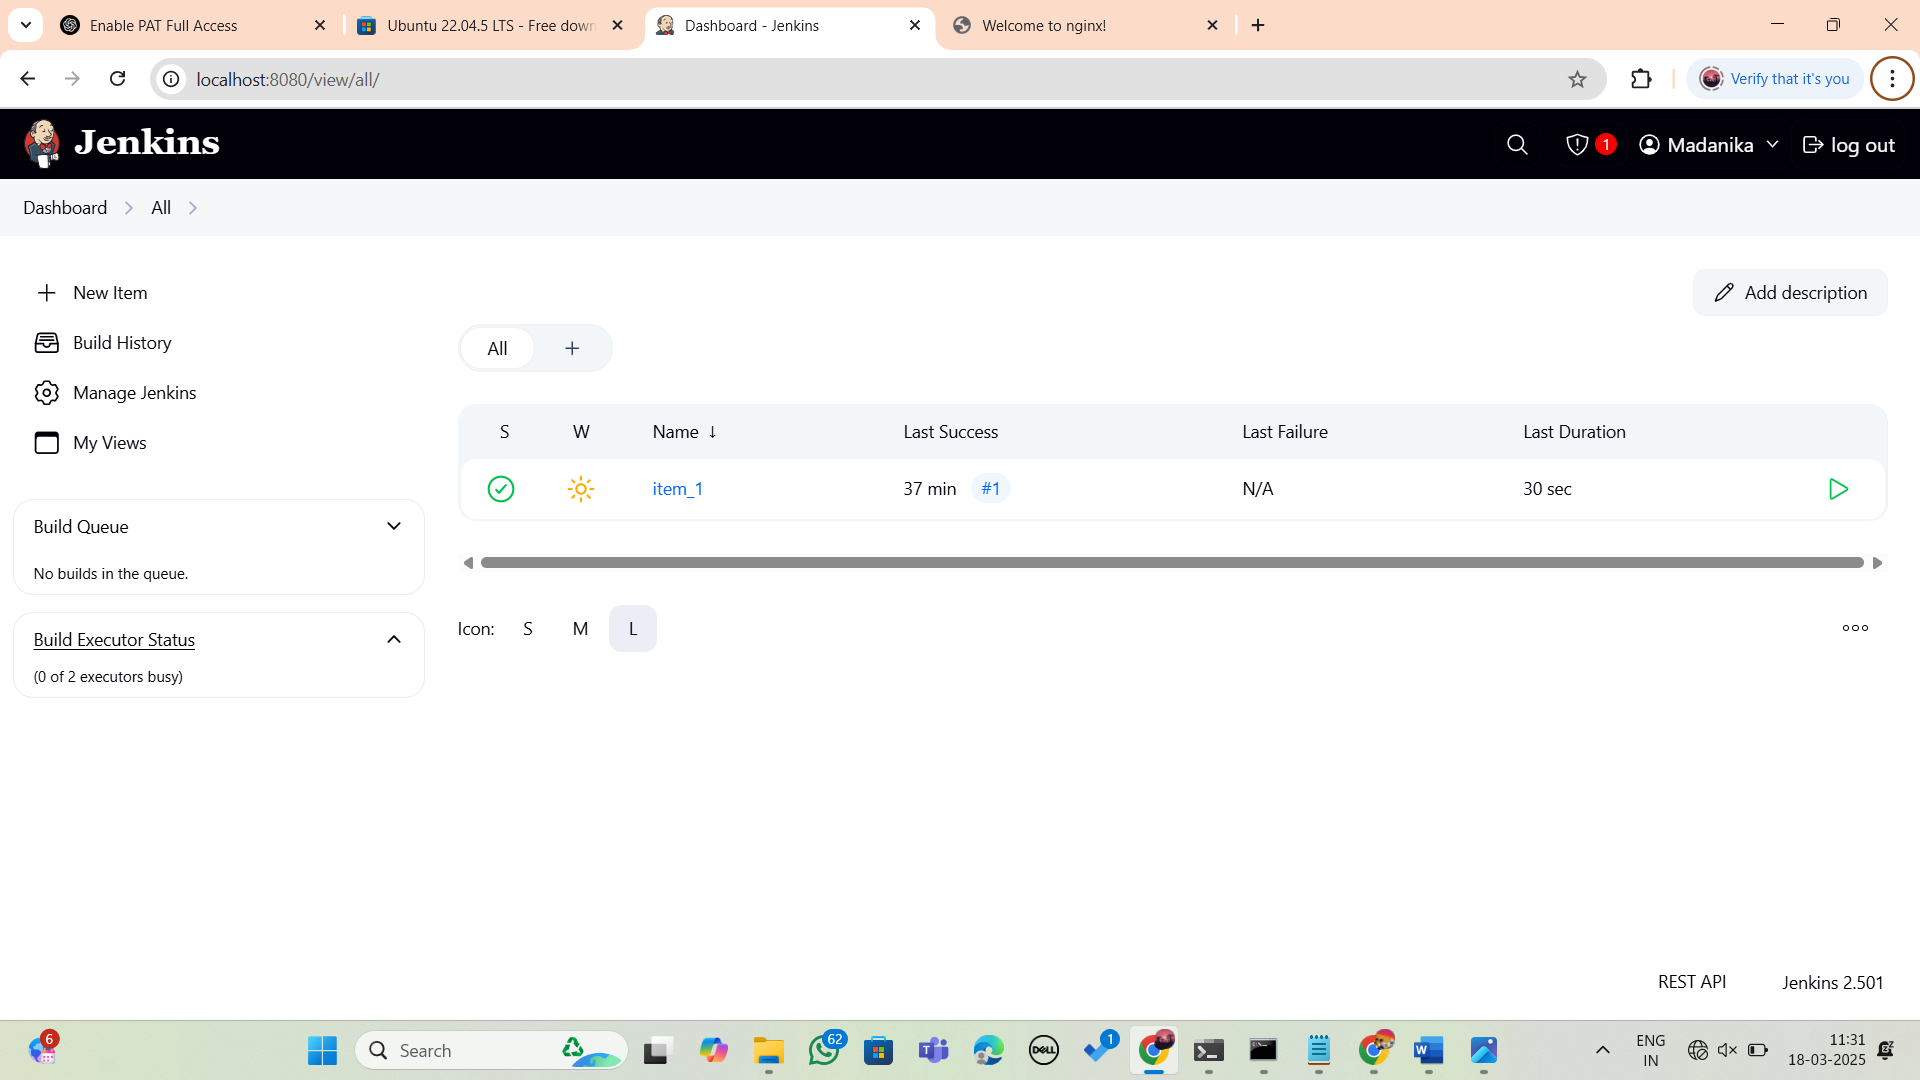 Enable PAT Full Access
Ubuntu 22.04.5 LTS - Free down
Dashboard - Jenkins
Welcome to nginx!
localhost:8080/view/all/
Verify that it's you
Jenkins
1
Madanika
log out
Dashboard
All
New Item
Build History
Manage Jenkins
My Views
Build Queue
No builds in the queue.
Build Executor Status
(0 of 2 executors busy)
Add description
All
+
S W Name ↓ Last Success Last Failure Last Duration
item_1 37 min #1 N/A 30 sec
Icon: S M L
REST API
Jenkins 2.501
6
Search
62
DELL
1
ENG
IN
11:31
18-03-2025